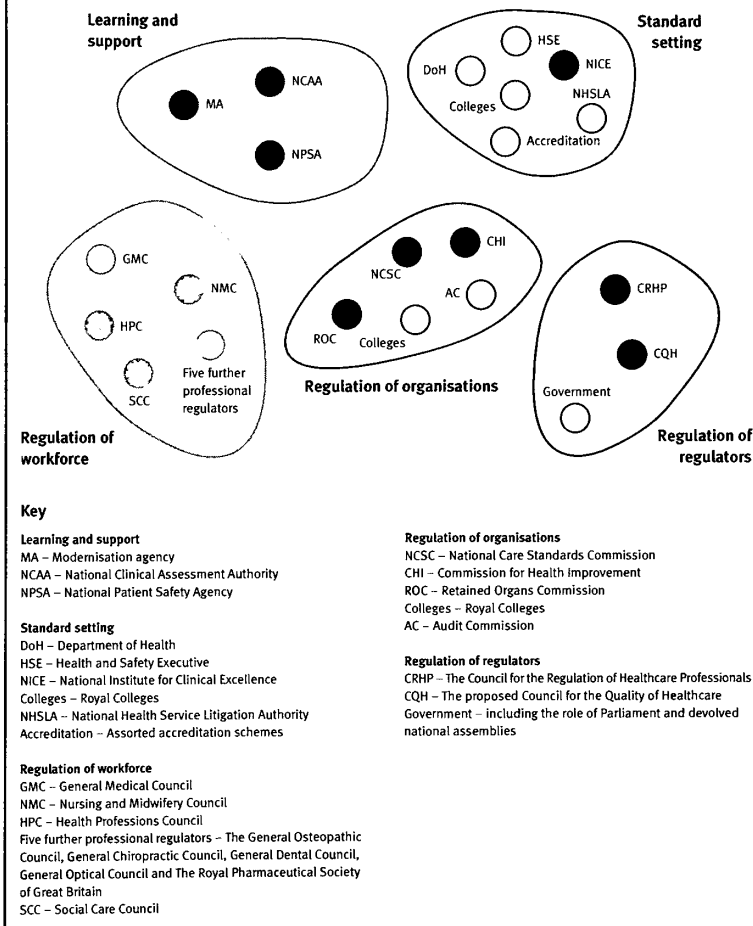 Learning and
support
NCAA
MA
NPSA
Standard
setting
HSE
DoH
NICE
NHSLA
Colleges
Accreditation
GMC
NMC
HPC
Five further
professional
regulators
SCC
Regulation of
workforce
CHI
NCSC
AC
ROC
Colleges
Regulation of organisations
CRHP
CQH
Government
Regulation of
regulators
Key
Learning and support
MA – Modernisation agency
NCAA – National Clinical Assessment Authority
NPSA – National Patient Safety Agency
Standard setting
DoH – Department of Health
HSE – Health and Safety Executive
NICE – National Institute for Clinical Excellence
Colleges – Royal Colleges
NHSLA – National Health Service Litigation Authority
Accreditation – Assorted accreditation schemes
Regulation of workforce
GMC – General Medical Council
NMC – Nursing and Midwifery Council
HPC – Health Professions Council
Five further professional regulators – The General Osteopathic
Council, General Chiropractic Council, General Dental Council,
General Optical Council and The Royal Pharmaceutical Society
of Great Britain
SCC – Social Care Council
Regulation of organisations
NCSC – National Care Standards Commission
CHI – Commission for Health Improvement
ROC – Retained Organs Commission
Colleges – Royal Colleges
AC – Audit Commission
Regulation of regulators
CRHP – The Council for the Regulation of Healthcare Professionals
CQH – The proposed Council for the Quality of Healthcare
Government – including the role of Parliament and devolved
national assemblies